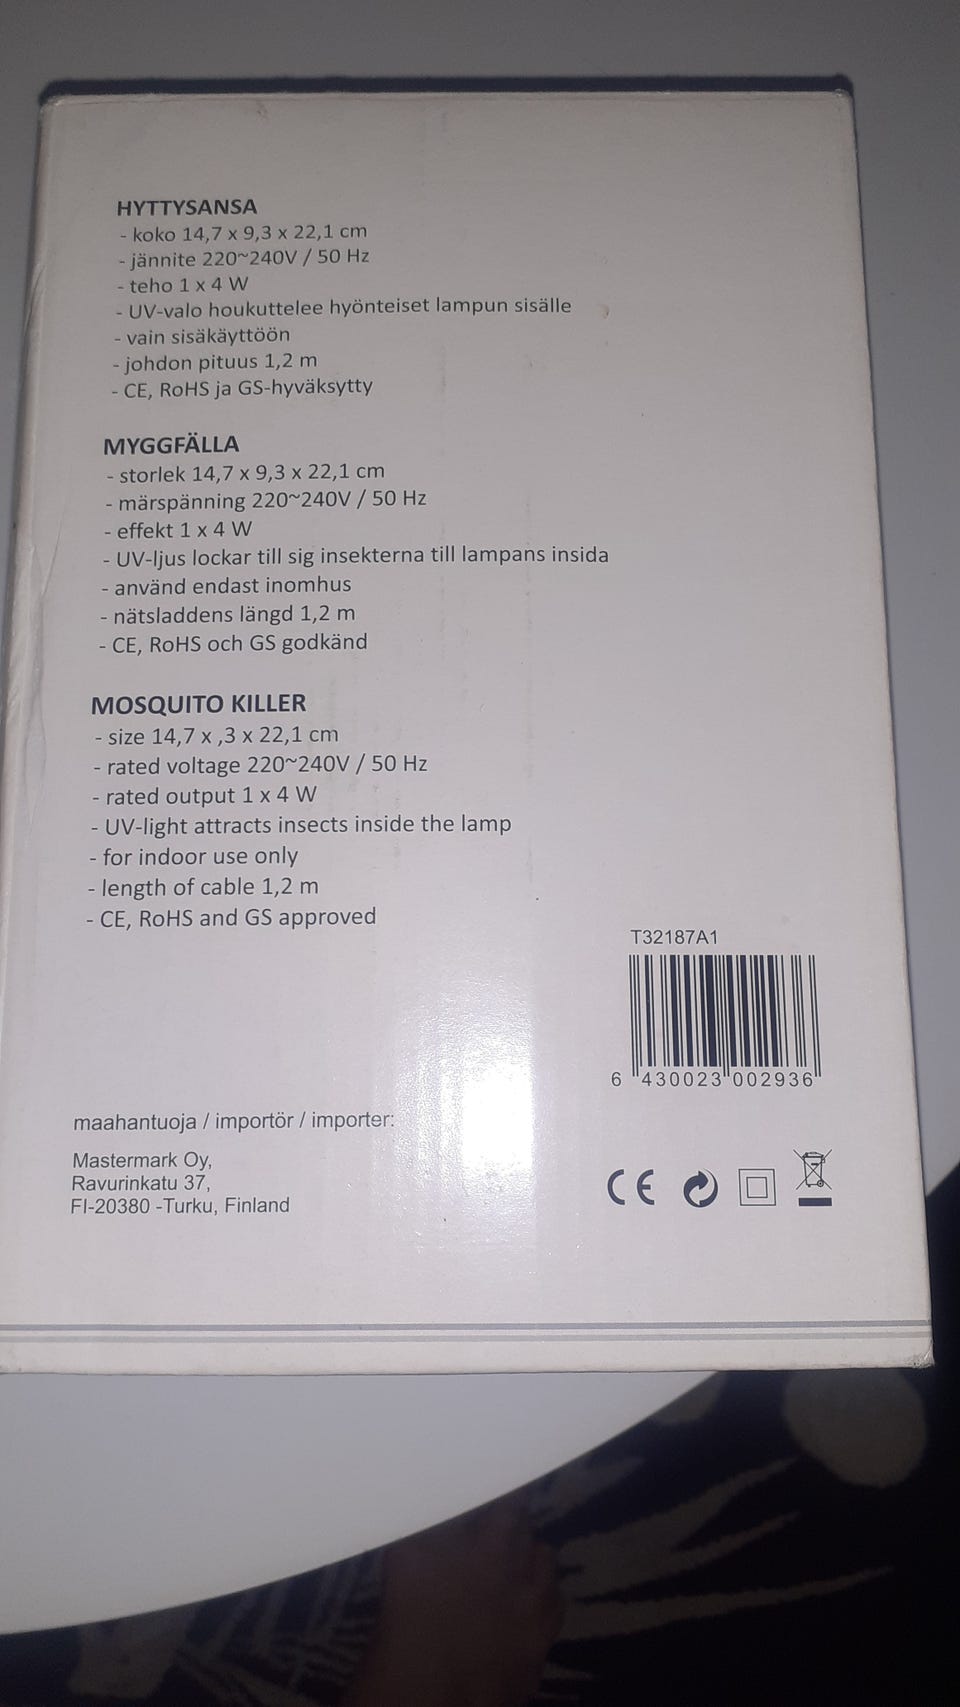 HYTTYSANSA
- koko 14,7 x 9,3 x 22,1 cm
- jännite 220~240V / 50 Hz
- teho 1 x 4 W
- UV-valo houkuttelee hyönteiset lampun sisälle
- vain sisäkäyttöön
- johdon pituus 1,2 m
- CE, RoHS ja GS-hyväksytty
MYGGFÄLLA
- storlek 14,7 x 9,3 x 22,1 cm
- märspänning 220~240V / 50 Hz
- effekt 1 x 4 W
- UV-ljus lockar till sig insekterna till lampans insida
- använd endast inomhus
- nätsladdens längd 1,2 m
- CE, RoHS och GS godkänd
MOSQUITO KILLER
- size 14,7 x ,3 x 22,1 cm
- rated voltage 220~240V / 50 Hz
- rated output 1 x 4 W
- UV-light attracts insects inside the lamp
- for indoor use only
- length of cable 1,2 m
- CE, RoHS and GS approved
T32187A1
6 430023 002936
maahantuoja / importör / importer:
Mastermark Oy,
Ravurinkatu 37,
FI-20380 -Turku, Finland
CE